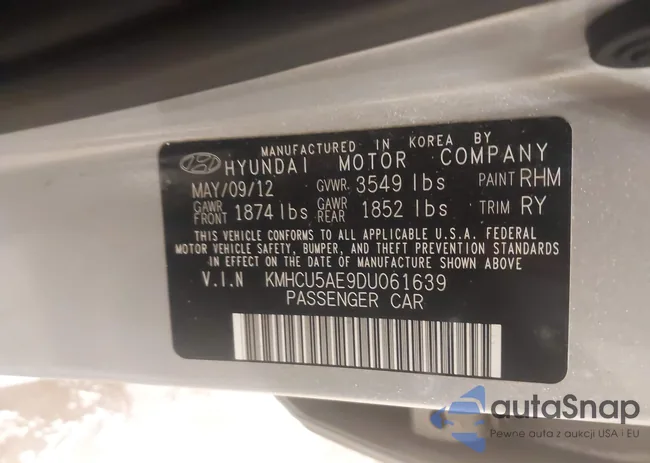 MANUFACTURED IN KOREA BY
HYUNDAI MOTOR COMPANY
MAY/09/12 GVWR 3549 lbs PAINT RHM
GAWR FRONT 1874 lbs GAWR REAR 1852 lbs TRIM RY
THIS VEHICLE CONFORMS TO ALL APPLICABLE U.S.A. FEDERAL
MOTOR VEHICLE SAFETY, BUMPER, AND THEFT PREVENTION STANDARDS
IN EFFECT ON THE DATE OF MANUFACTURE SHOWN ABOVE.
V.I.N KMHCU5AE9DU061639
PASSENGER CAR
autaSnap
Pewne auta z aukcji USA i EU